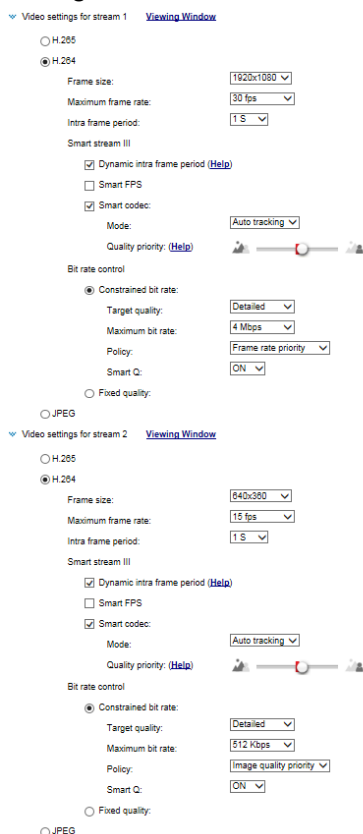 Video settings for stream 1 Viewing Window
H.265
H.264
Frame size: 1920x1080
Maximum frame rate: 30 fps
Intra frame period: 1 S
Smart stream III
Dynamic intra frame period (Help)
Smart FPS
Smart codec:
Mode: Auto tracking
Quality priority: (Help)
Bit rate control
Constrained bit rate:
Target quality: Detailed
Maximum bit rate: 4 Mbps
Policy: Frame rate priority
Smart Q: ON
Fixed quality:
JPEG
Video settings for stream 2 Viewing Window
H.265
H.264
Frame size: 640x360
Maximum frame rate: 15 fps
Intra frame period: 1 S
Smart stream III
Dynamic intra frame period (Help)
Smart FPS
Smart codec:
Mode: Auto tracking
Quality priority: (Help)
Bit rate control
Constrained bit rate:
Target quality: Detailed
Maximum bit rate: 512 Kbps
Policy: Image quality priority
Smart Q: ON
Fixed quality:
JPEG